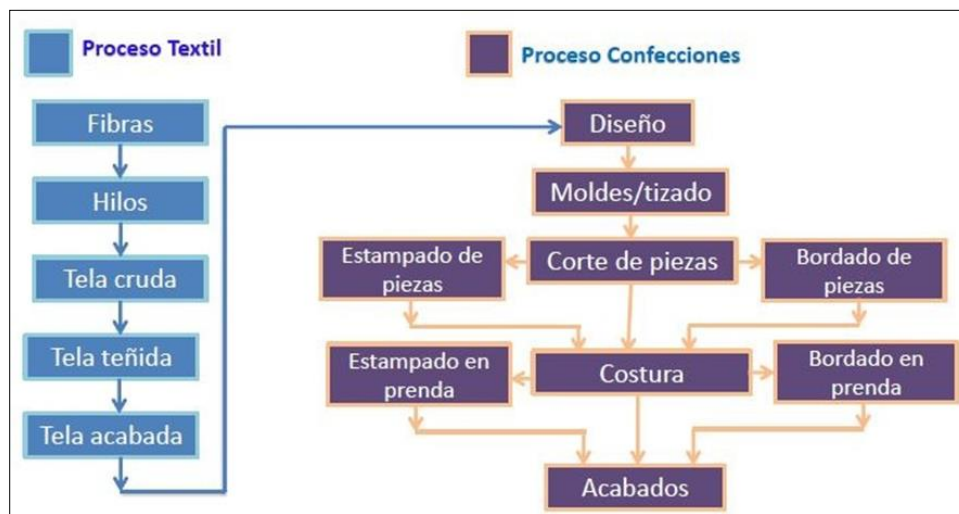 Proceso Textil
Proceso Confecciones
Fibras
Hilos
Tela cruda
Tela teñida
Tela acabada
Diseño
Moldes/tizado
Estampado de
piezas
Corte de piezas
Bordado de
piezas
Estampado en
prenda
Costura
Bordado en
prenda
Acabados